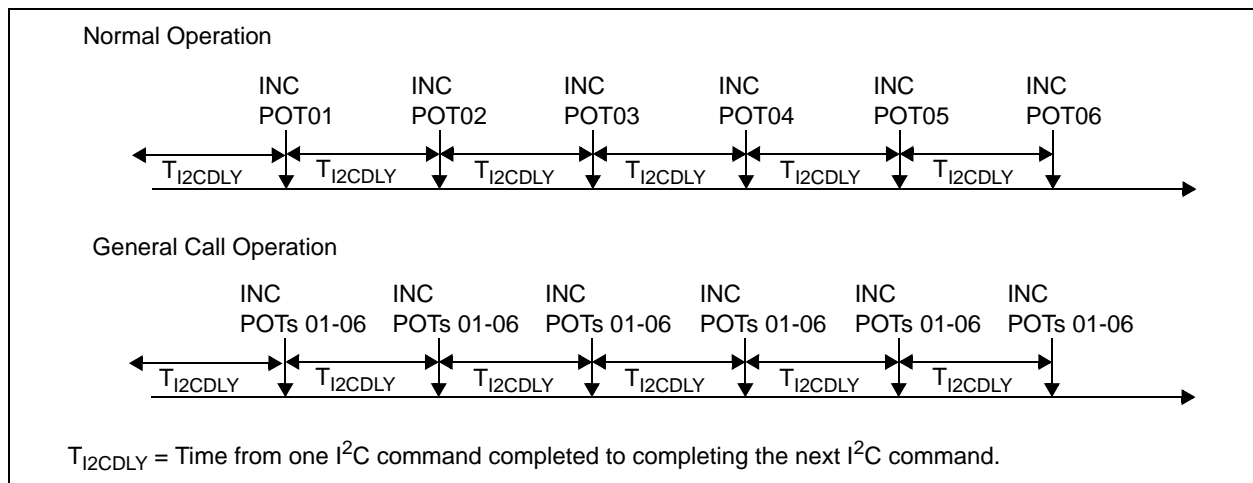 Normal Operation
INC INC INC INC INC INC
POT01 POT02 POT03 POT04 POT05 POT06
TI2CDLY TI2CDLY TI2CDLY TI2CDLY TI2CDLY TI2CDLY
General Call Operation
INC INC INC INC INC INC
POTs 01-06 POTs 01-06 POTs 01-06 POTs 01-06 POTs 01-06 POTs 01-06
TI2CDLY TI2CDLY TI2CDLY TI2CDLY TI2CDLY TI2CDLY
TI2CDLY = Time from one I²C command completed to completing the next I²C command.